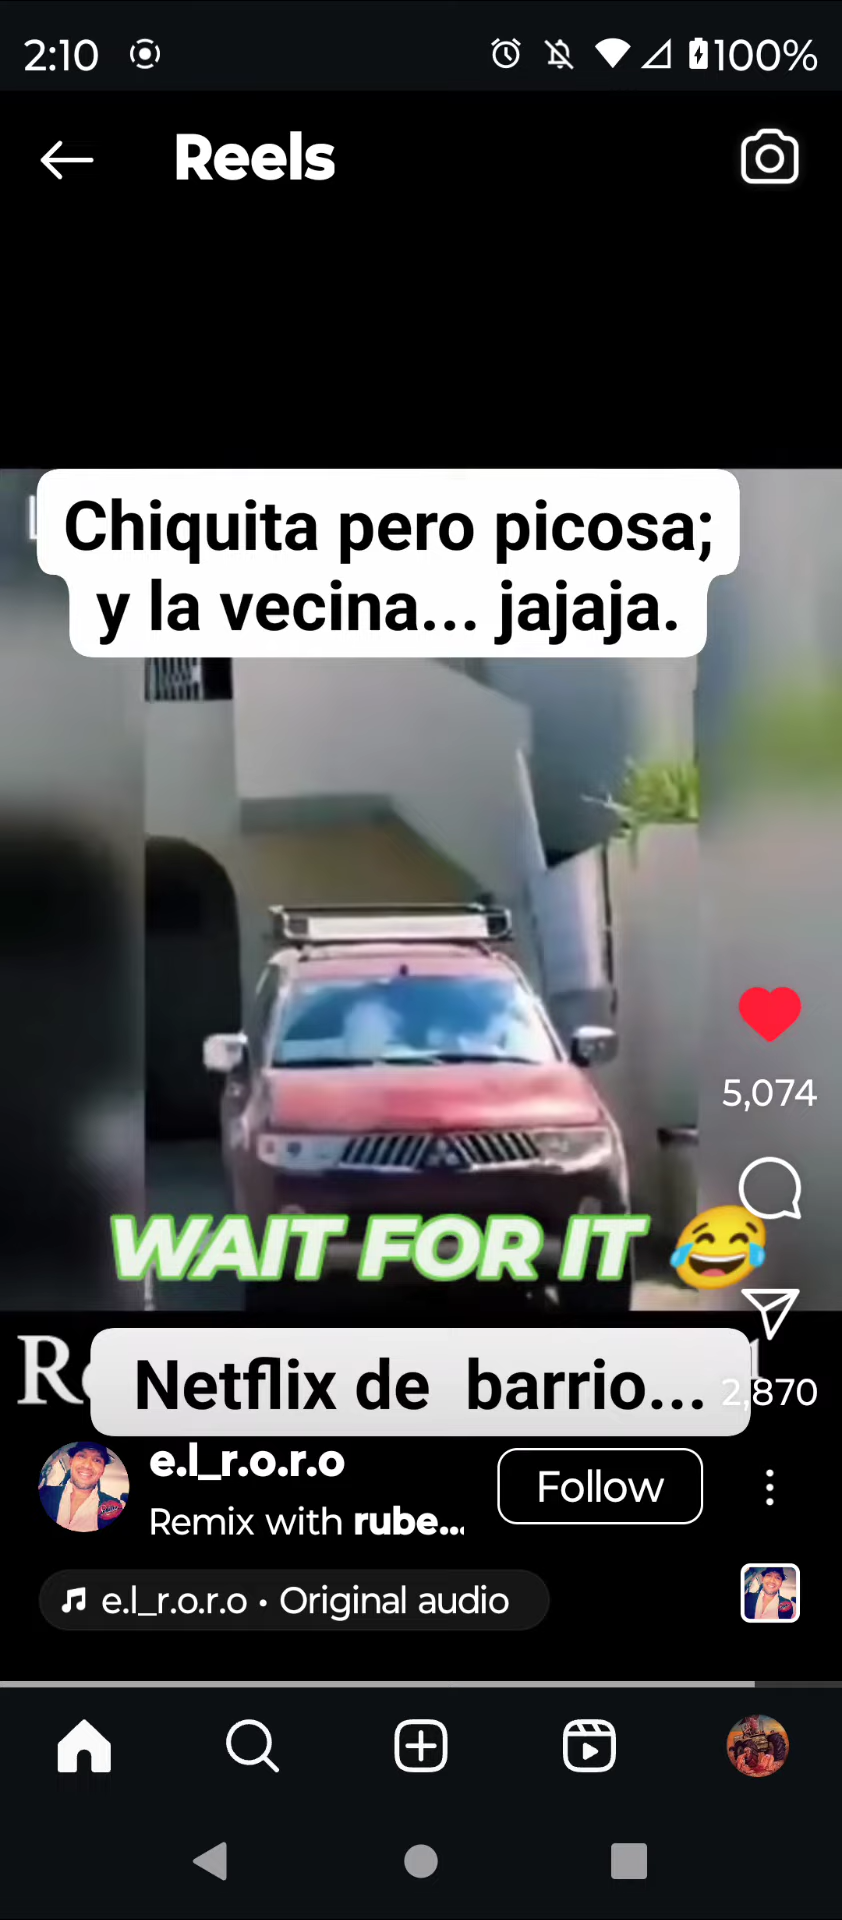 2:10
100%
Reels
Chiquita pero picosa;
y la vecina... jajaja.
5,074
WAIT FOR IT 😂
Netflix de barrio...
2,870
e.l_r.o.r.o
Follow
Remix with rube...
e.l_r.o.r.o • Original audio